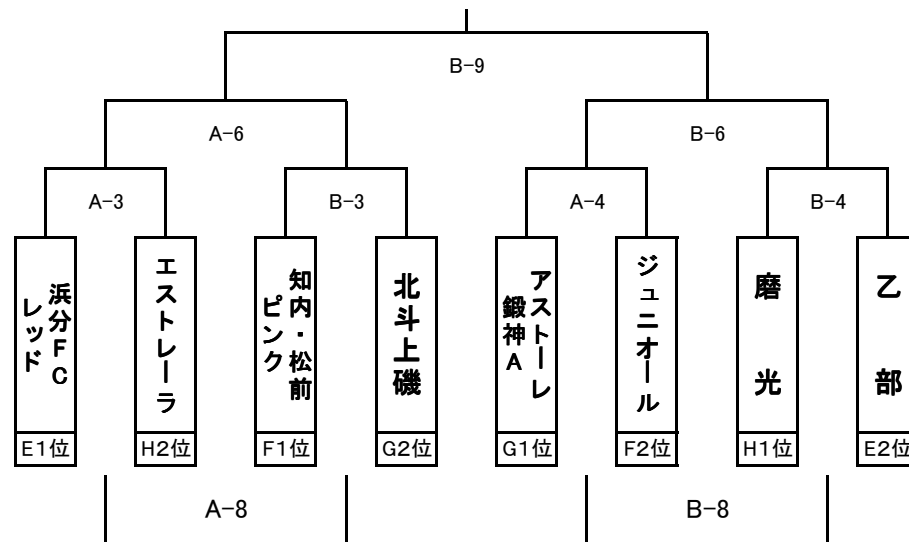 B-9
A-6
B-6
A-3
B-3
A-4
B-4
浜分FC
レッド
エストレーラ
知内・松前
ピンク
北斗上磯
アストーレ
鍛神A
ジュニオール
磨光
乙部
E1位
H2位
F1位
G2位
G1位
F2位
H1位
E2位
A-8
B-8